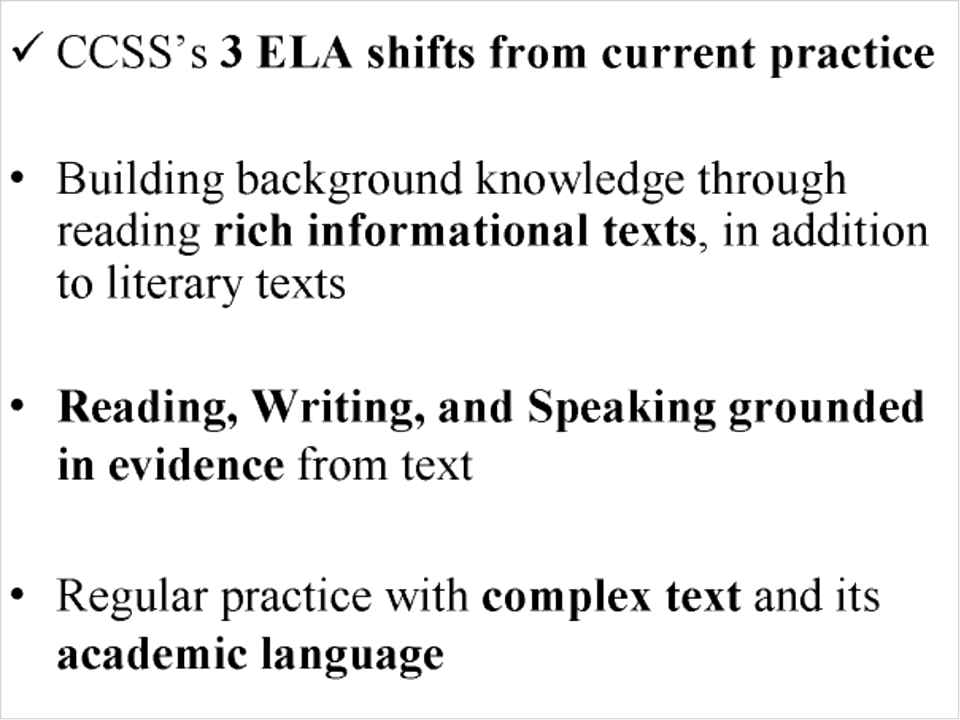 ✓ CCSS’s 3 ELA shifts from current practice
• Building background knowledge through
reading rich informational texts, in addition
to literary texts
• Reading, Writing, and Speaking grounded
in evidence from text
• Regular practice with complex text and its
academic language